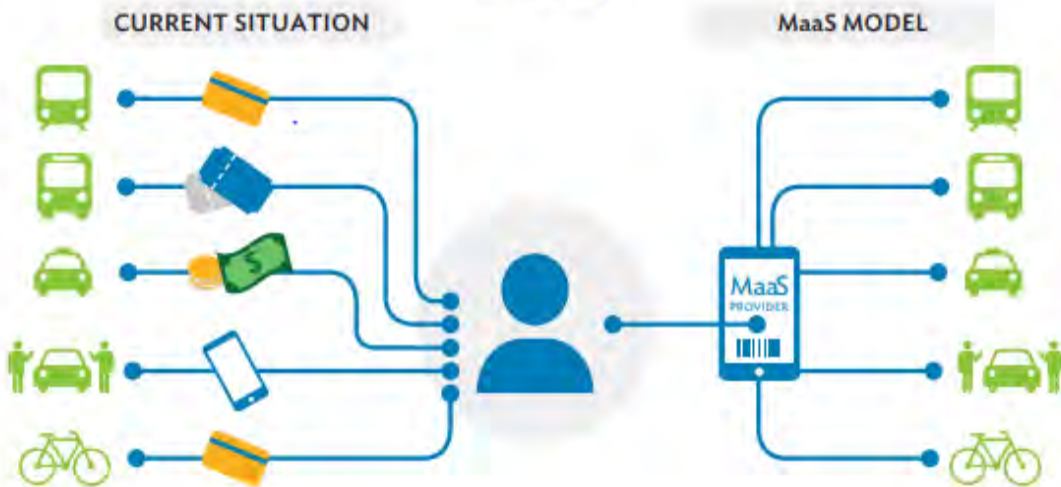 CURRENT SITUATION
MaaS MODEL
$
MaaS
PROVIDER